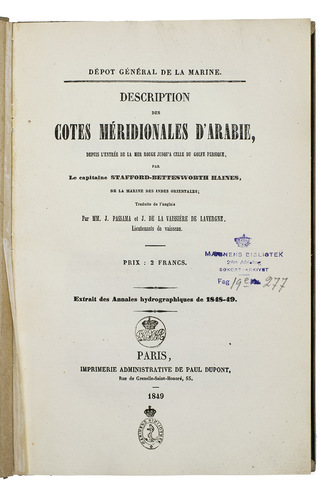 DÉPOT GÉNÉRAL DE LA MARINE.
DESCRIPTION
DES
COTES MÉRIDIONALES D'ARABIE,
DEPUIS L'ENTRÉE DE LA MER ROUGE JUSQU'A CELLE DU GOLFE PERSIQUE,
PAR
Le capitaine STAFFORD-BETTESWORTH HAINES,
DE LA MARINE DES INDES ORIENTALES;
Traduite de l'anglais
Par MM. J. PASSAMA et J. DE LA VAISSIÈRE DE LAVERGNE,
Lieutenants de vaisseau.
PRIX : 2 FRANCS.
MARINENS BIBLIOTEK
SØKORTARKIVET
Fag 19 277
Extrait des Annales hydrographiques de 1848-49.
PARIS,
IMPRIMERIE ADMINISTRATIVE DE PAUL DUPONT,
Rue de Grenelle-Saint-Honoré, 55.
1849